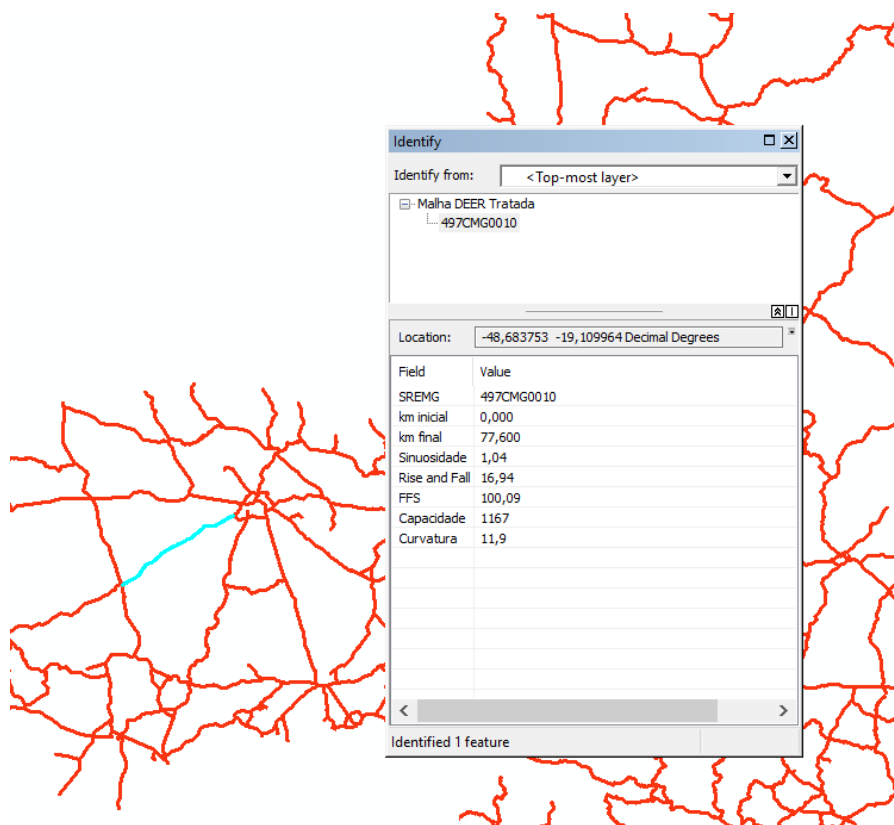 Identify
Identify from: <Top-most layer>
Malha DEER Tratada
497CMG0010
Location: -48,683753 -19,109964 Decimal Degrees
Field Value
SREMG 497CMG0010
km inicial 0,000
km final 77,600
Sinuosidade 1,04
Rise and Fall 16,94
FFS 100,09
Capacidade 1167
Curvatura 11,9
Identified 1 feature